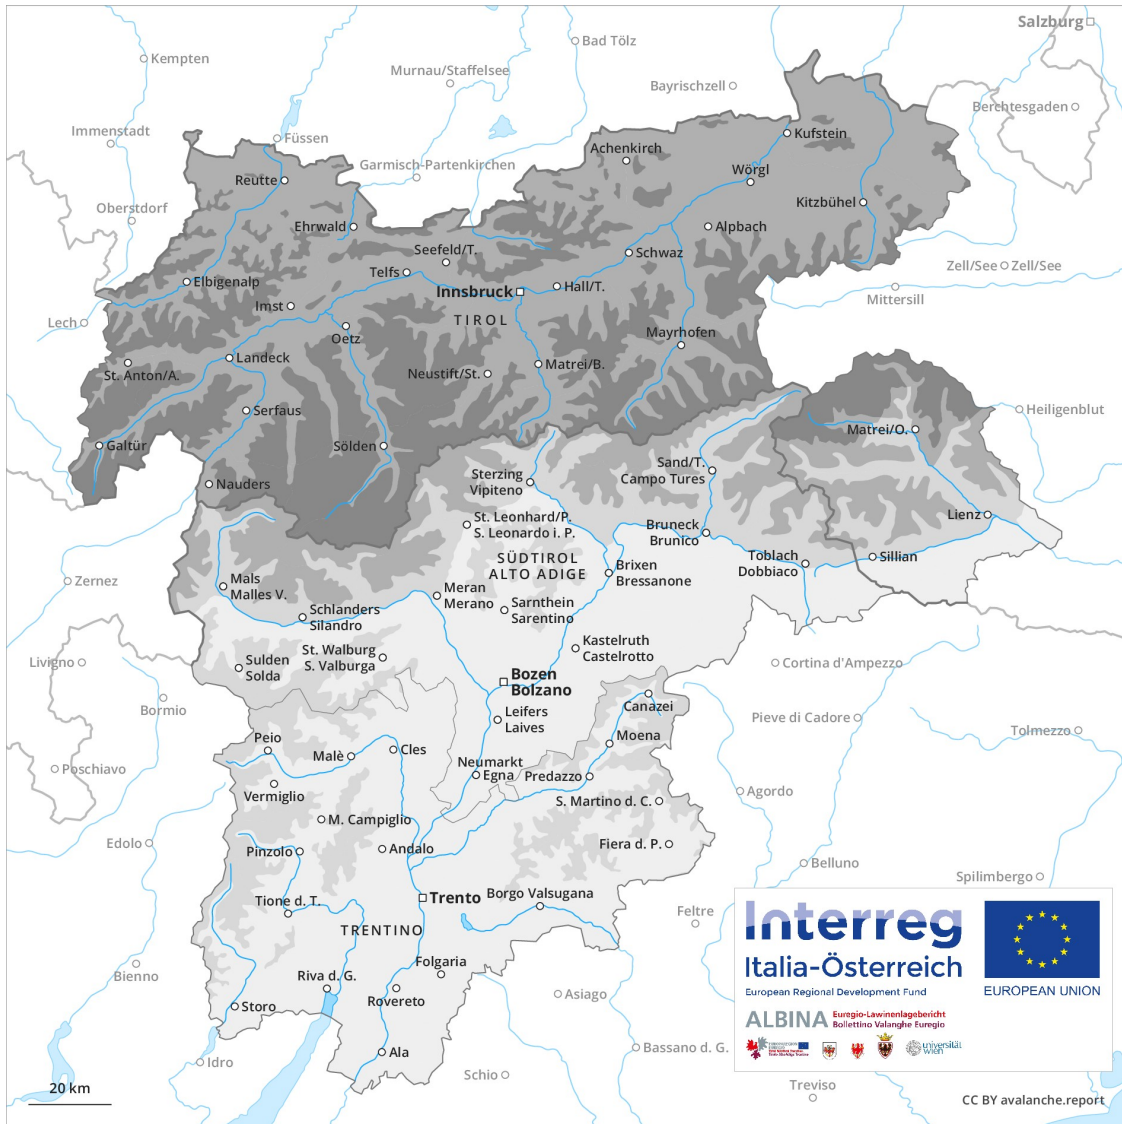 Salzburg
Bad Tölz
Kempten
Murnau/Staffelsee
Bayrischzell
Berchtesgaden
Immenstadt
Füssen
Kufstein
Achenkirch
Garmisch-Partenkirchen
Wörgl
Reutte
Oberstdorf
Kitzbühel
Ehrwald
Alpbach
Seefeld/T.
Schwaz
Telfs
Zell/See
Zell/See
Elbigenalp
Hall/T.
Innsbruck
Mittersill
Imst
TIROL
Lech
Oetz
Mayrhofen
Landeck
St. Anton/A.
Neustift/St.
Matrei/B.
Serfaus
Heiligenblut
Matrei/O.
Galtür
Sölden
Sterzing
Vipiteno
Sand/T.
Campo Tures
Nauders
St. Leonhard/P.
S. Leonardo i. P.
Lienz
Bruneck
Brunico
SÜDTIROL
ALTO ADIGE
Toblach
Dobbiaco
Sillian
Brixen
Bressanone
Zernez
Mals
Malles V.
Meran
Merano
Sarnthein
Sarentino
Schlanders
Silandro
Kastelruth
Castelrotto
St. Walburg
S. Valburga
Livigno
Sulden
Solda
Cortina d'Ampezzo
Bozen
Bolzano
Bormio
Canazei
Leifers
Laives
Pieve di Cadore
Tolmezzo
Peio
Moena
Cles
Malè
Neumarkt
Egna
Poschiavo
Predazzo
Vermiglio
Agordo
S. Martino d. C.
M. Campiglio
Edolo
Fiera d. P.
Pinzolo
Andalo
Belluno
Spilimbergo
Trento
Borgo Valsugana
Tione d. T.
Feltre
TRENTINO
Interreg
Italia-Österreich
European Regional Development Fund
EUROPEAN UNION
Bienno
Folgaria
Riva d. G.
Rovereto
Asiago
Storo
ALBINA
Euregio-Lawinenlagebericht
Bollettino Valanghe Euregio
universität
wien
Ala
Idro
Bassano d. G.
Schio
Treviso
20 km
CC BY avalanche.report